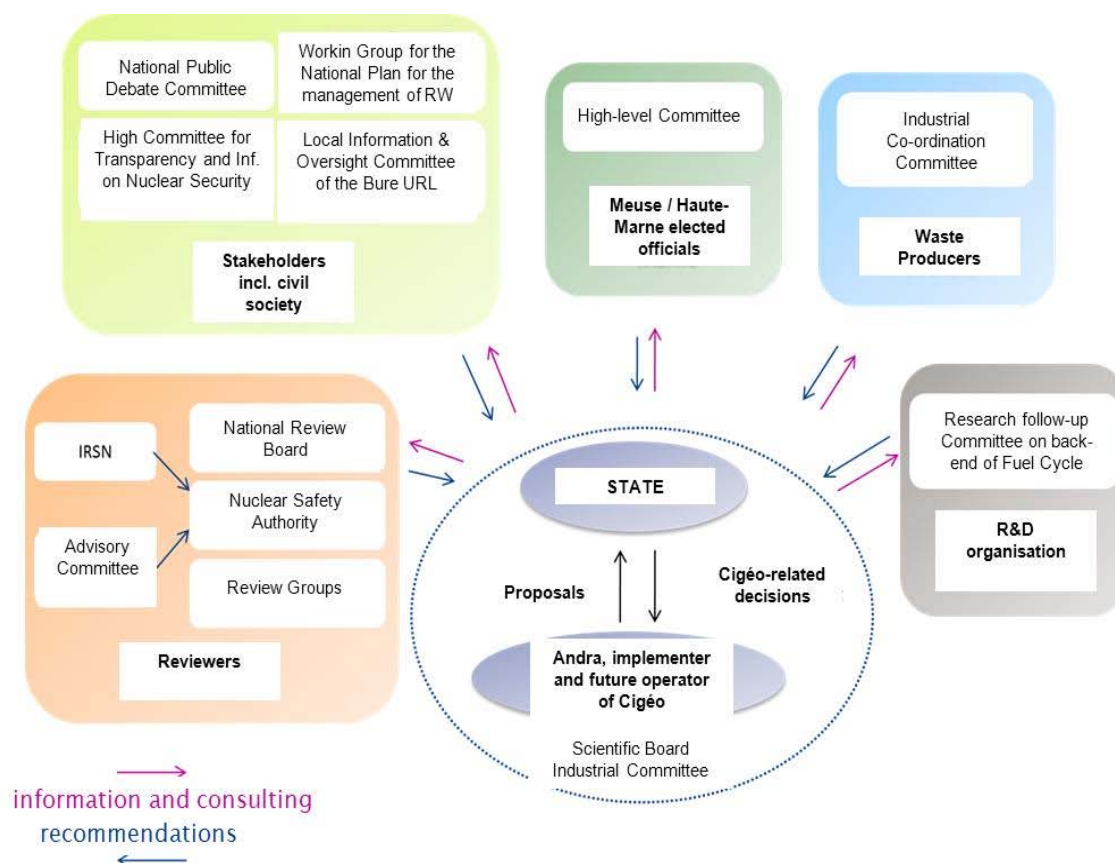 National Public
Debate Committee
Workin Group for the
National Plan for the
management of RW
High Committee for
Transparency and Inf.
on Nuclear Security
Local Information &
Oversight Committee
of the Bure URL
Stakeholders
incl. civil
society
High-level Committee
Meuse / Haute-
Marne elected
officials
Industrial
Co-ordination
Committee
Waste
Producers
IRSN
Advisory
Committee
National Review
Board
Nuclear Safety
Authority
Review Groups
Reviewers
STATE
Proposals
Cigéo-related
decisions
Andra, implementer
and future operator
of Cigéo
Scientific Board
Industrial Committee
Research follow-up
Committee on back-
end of Fuel Cycle
R&D
organisation
information and consulting
recommendations